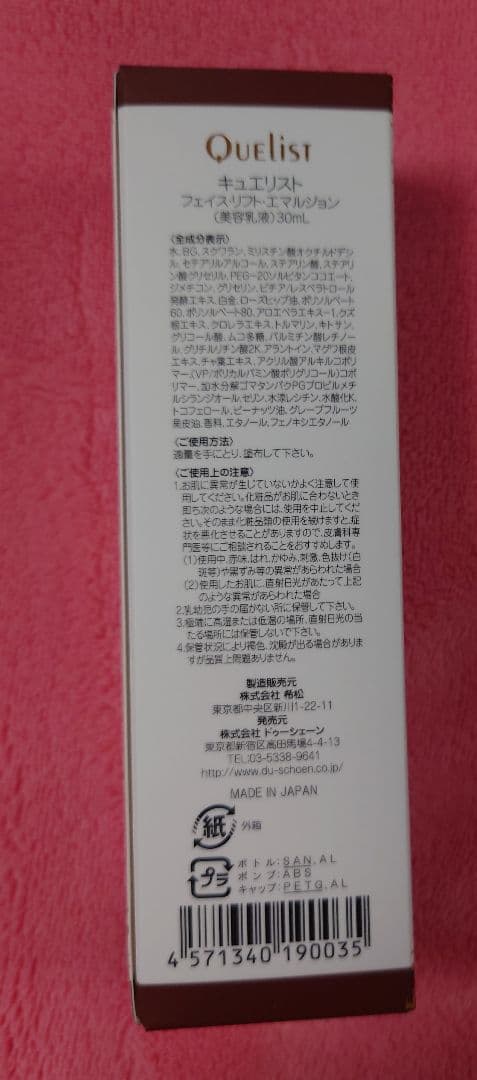 QUELIST
キュエリスト
フェイス・リフト・エマルジョン
(美容乳液)30mL
〈全成分表示〉
水、BG、スクワラン、ミリスチン酸オクチルドデシ
ル、セテアリルアルコール、ステアリン酸、ステアリ
ン酸グリセリル、PEG-20ソルビタンココエート、
ジメチコン、グリセリン、ピチア/レスベラトロール
発酵エキス、白金、ローズヒップ油、ポリソルベート
60、ポリソルベート80、アロエベラエキス-1、クズ
根エキス、クロレラエキス、トルマリン、キトサン、
グリコール酸、ムコ多糖、パルミチン酸レチノー
ル、グリチルリチン酸2K、アラントイン、マグワ根皮
エキス、チャ葉エキス、アクリル酸アルキルコポリ
マー、(VP/ポリカルバミン酸ポリグリコール)コポ
リマー、加水分解ゴマタンパクPGプロピルメチ
ルシランジオール、セリン、水添レシチン、水酸化K、
トコフェロール、ピーナッツ油、グレープフルーツ
果皮油、香料、エタノール、フェノキシエタノール
〈ご使用方法〉
適量を手にとり、塗布して下さい。
〈ご使用上の注意〉
1.お肌に異常が生じていないかよく注意して使
用してください。化粧品がお肌に合わないとき
即ち次のような場合には、使用を中止してくださ
い。そのまま化粧品類の使用を続けますと、症
状を悪化させることがありますので、皮膚科専
門医等にご相談されることをおすすめします。
(1)使用中、赤味、はれ、かゆみ、刺激、色抜け(白
斑等)や黒ずみ等の異常があらわれた場合
(2)使用したお肌に、直射日光があたって上記
のような異常があらわれた場合
2.乳幼児の手の届かない所に保管して下さい。
3.極端に高温または低温の場所、直射日光の当
たる場所には保管しないで下さい。
4.保管状況により褐色、沈殿が出る場合がありま
すが品質上問題ありません。
製造販売元
株式会社 希松
東京都中央区新川1-22-11
発売元
株式会社 ドゥーシェーン
東京都新宿区高田馬場4-4-13
TEL:03-5338-9641
http://www.du-schoen.co.jp/
MADE IN JAPAN
紙 外箱
プラ ボトル:SAN.AL
ポンプ:ABS
キャップ:PETG.AL
4 571340 190035